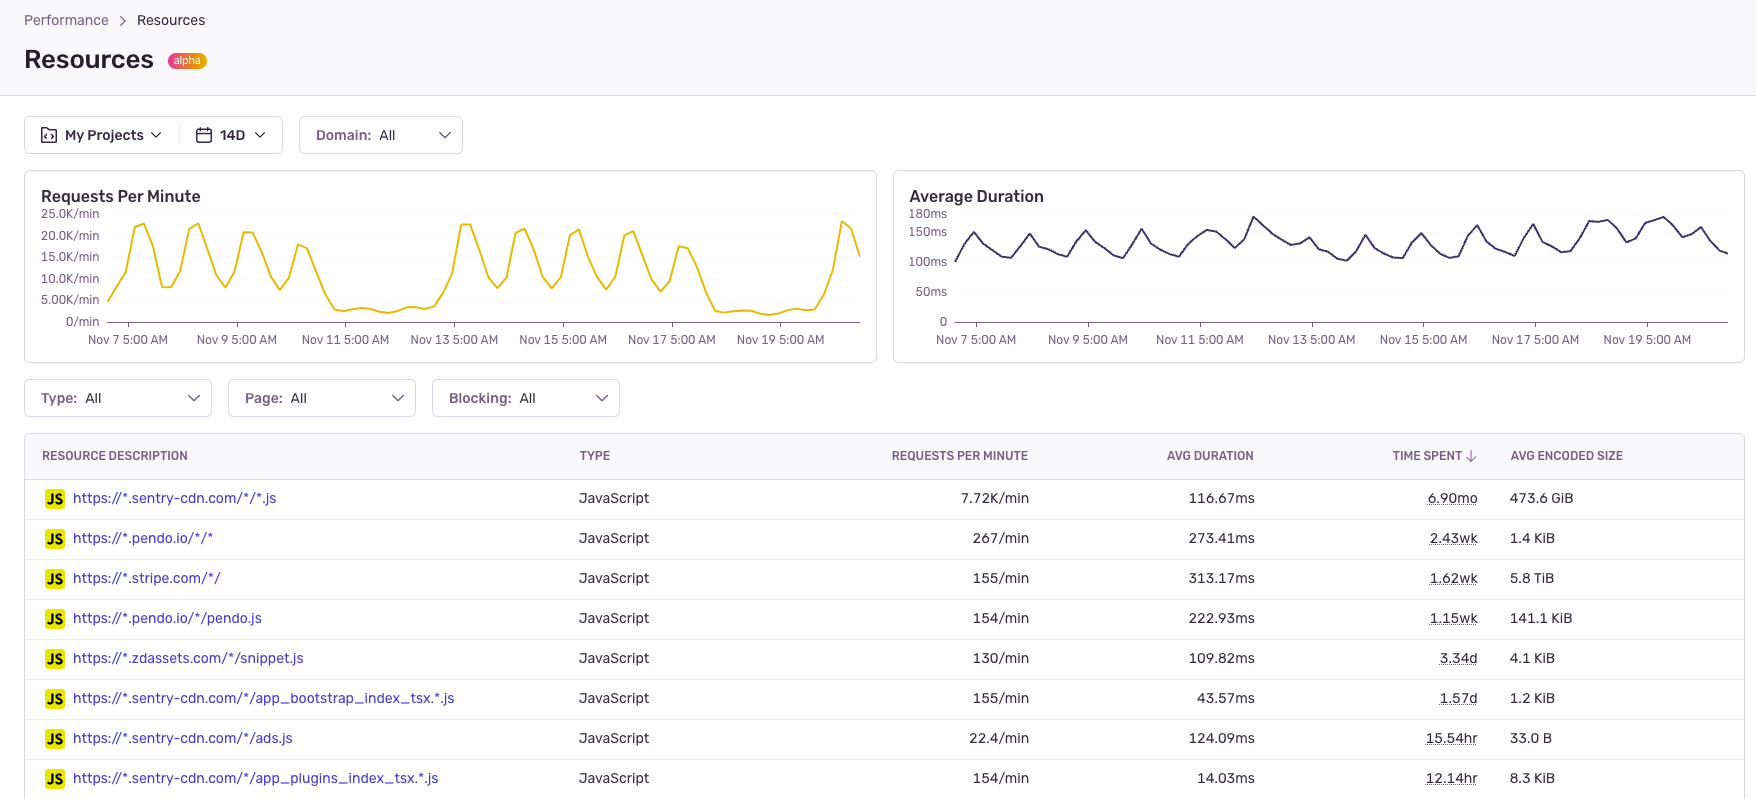 Performance > Resources
Resources alpha
My Projects 14D Domain: All
Requests Per Minute
25.0K/min
20.0K/min
15.0K/min
10.0K/min
5.00K/min
0/min
Nov 7 5:00 AM Nov 9 5:00 AM Nov 11 5:00 AM Nov 13 5:00 AM Nov 15 5:00 AM Nov 17 5:00 AM Nov 19 5:00 AM
Average Duration
180ms
150ms
100ms
50ms
0
Nov 7 5:00 AM Nov 9 5:00 AM Nov 11 5:00 AM Nov 13 5:00 AM Nov 15 5:00 AM Nov 17 5:00 AM Nov 19 5:00 AM
Type: All Page: All Blocking: All
RESOURCE DESCRIPTION TYPE REQUESTS PER MINUTE AVG DURATION TIME SPENT AVG ENCODED SIZE
JS https://*.sentry-cdn.com/*/*.js JavaScript 7.72K/min 116.67ms 6.90mo 473.6 GiB
JS https://*.pendo.io/*/* JavaScript 267/min 273.41ms 2.43wk 1.4 KiB
JS https://*.stripe.com/*/ JavaScript 155/min 313.17ms 1.62wk 5.8 TiB
JS https://*.pendo.io/*/pendo.js JavaScript 154/min 222.93ms 1.15wk 141.1 KiB
JS https://*.zdassets.com/*/snippet.js JavaScript 130/min 109.82ms 3.34d 4.1 KiB
JS https://*.sentry-cdn.com/*/app_bootstrap_index_tsx.*.js JavaScript 155/min 43.57ms 1.57d 1.2 KiB
JS https://*.sentry-cdn.com/*/ads.js JavaScript 22.4/min 124.09ms 15.54hr 33.0 B
JS https://*.sentry-cdn.com/*/app_plugins_index_tsx.*.js JavaScript 154/min 14.03ms 12.14hr 8.3 KiB